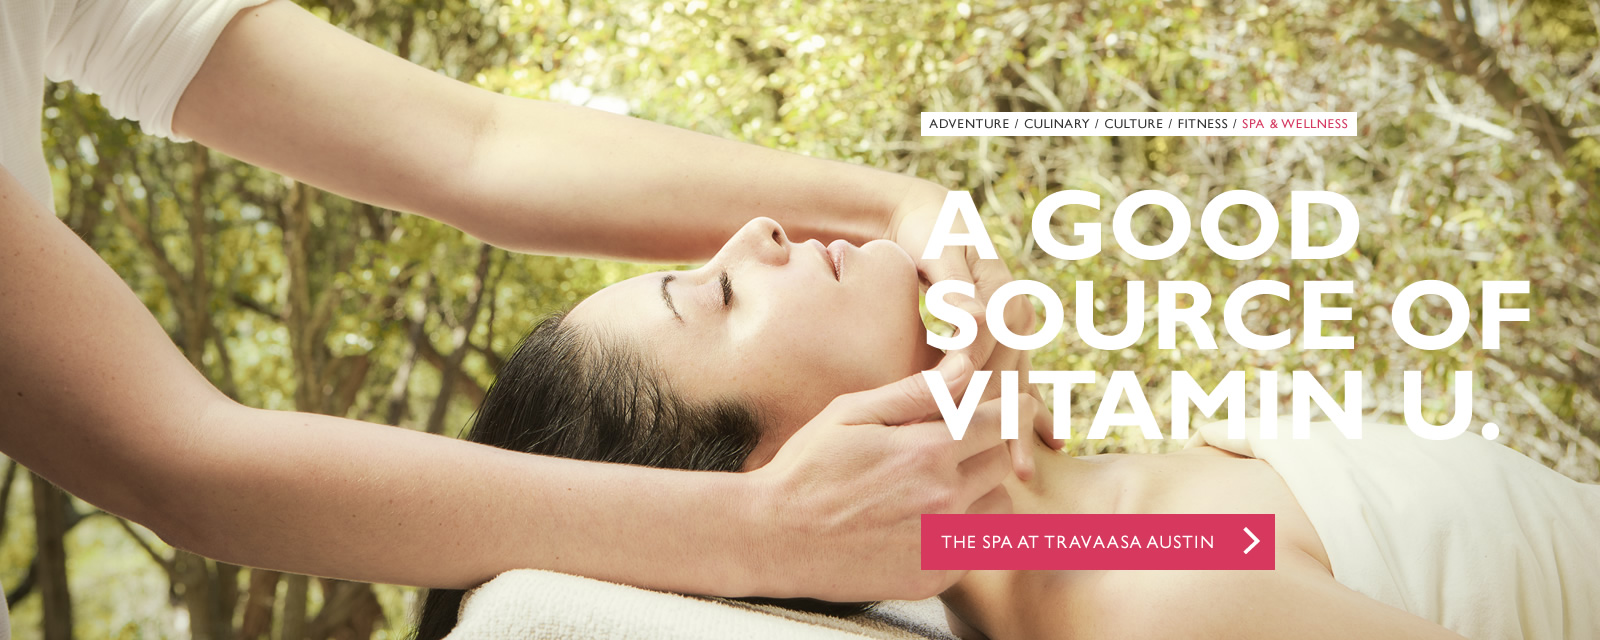 ADVENTURE / CULINARY / CULTURE / FITNESS / SPA & WELLNESS
A GOOD
SOURCE OF
VITAMIN U.
THE SPA AT TRAVAASA AUSTIN